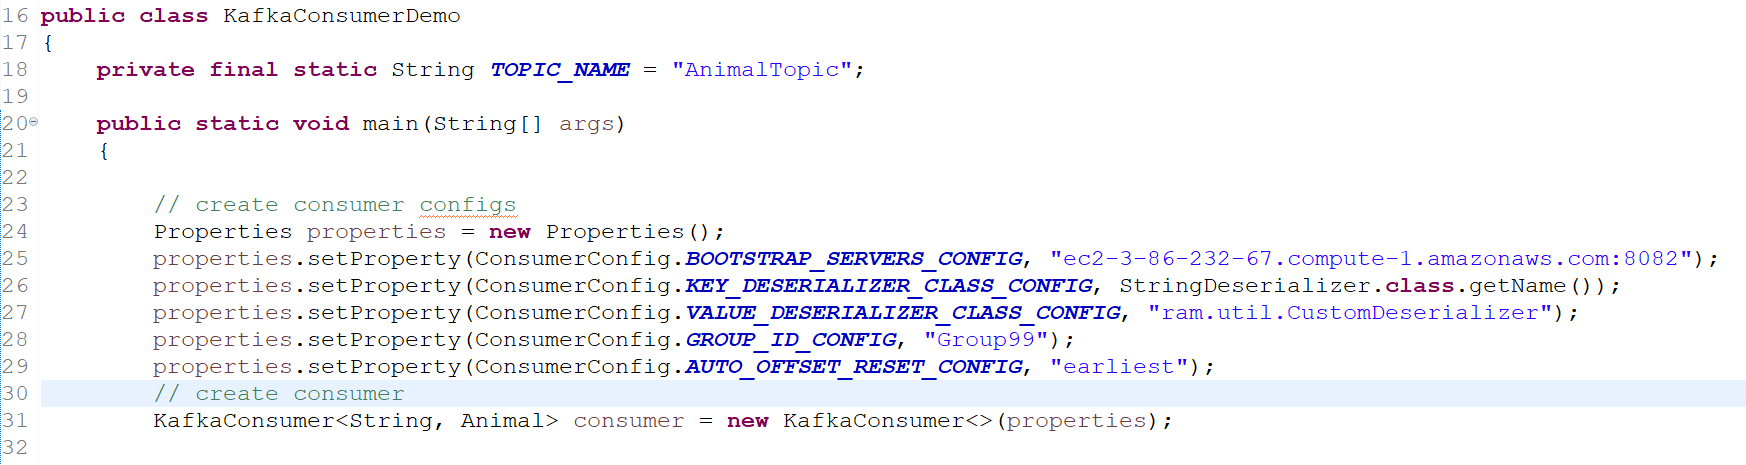 16 public class KafkaConsumerDemo
17 {
18 private final static String TOPIC_NAME = "AnimalTopic";
19
20 public static void main(String[] args)
21 {
22
23 // create consumer configs
24 Properties properties = new Properties();
25 properties.setProperty(ConsumerConfig.BOOTSTRAP_SERVERS_CONFIG, "ec2-3-86-232-67.compute-1.amazonaws.com:8082");
26 properties.setProperty(ConsumerConfig.KEY_DESERIALIZER_CLASS_CONFIG, StringDeserializer.class.getName());
27 properties.setProperty(ConsumerConfig.VALUE_DESERIALIZER_CLASS_CONFIG, "ram.util.CustomDeserializer");
28 properties.setProperty(ConsumerConfig.GROUP_ID_CONFIG, "Group99");
29 properties.setProperty(ConsumerConfig.AUTO_OFFSET_RESET_CONFIG, "earliest");
30 // create consumer
31 KafkaConsumer<String, Animal> consumer = new KafkaConsumer<>(properties);
32